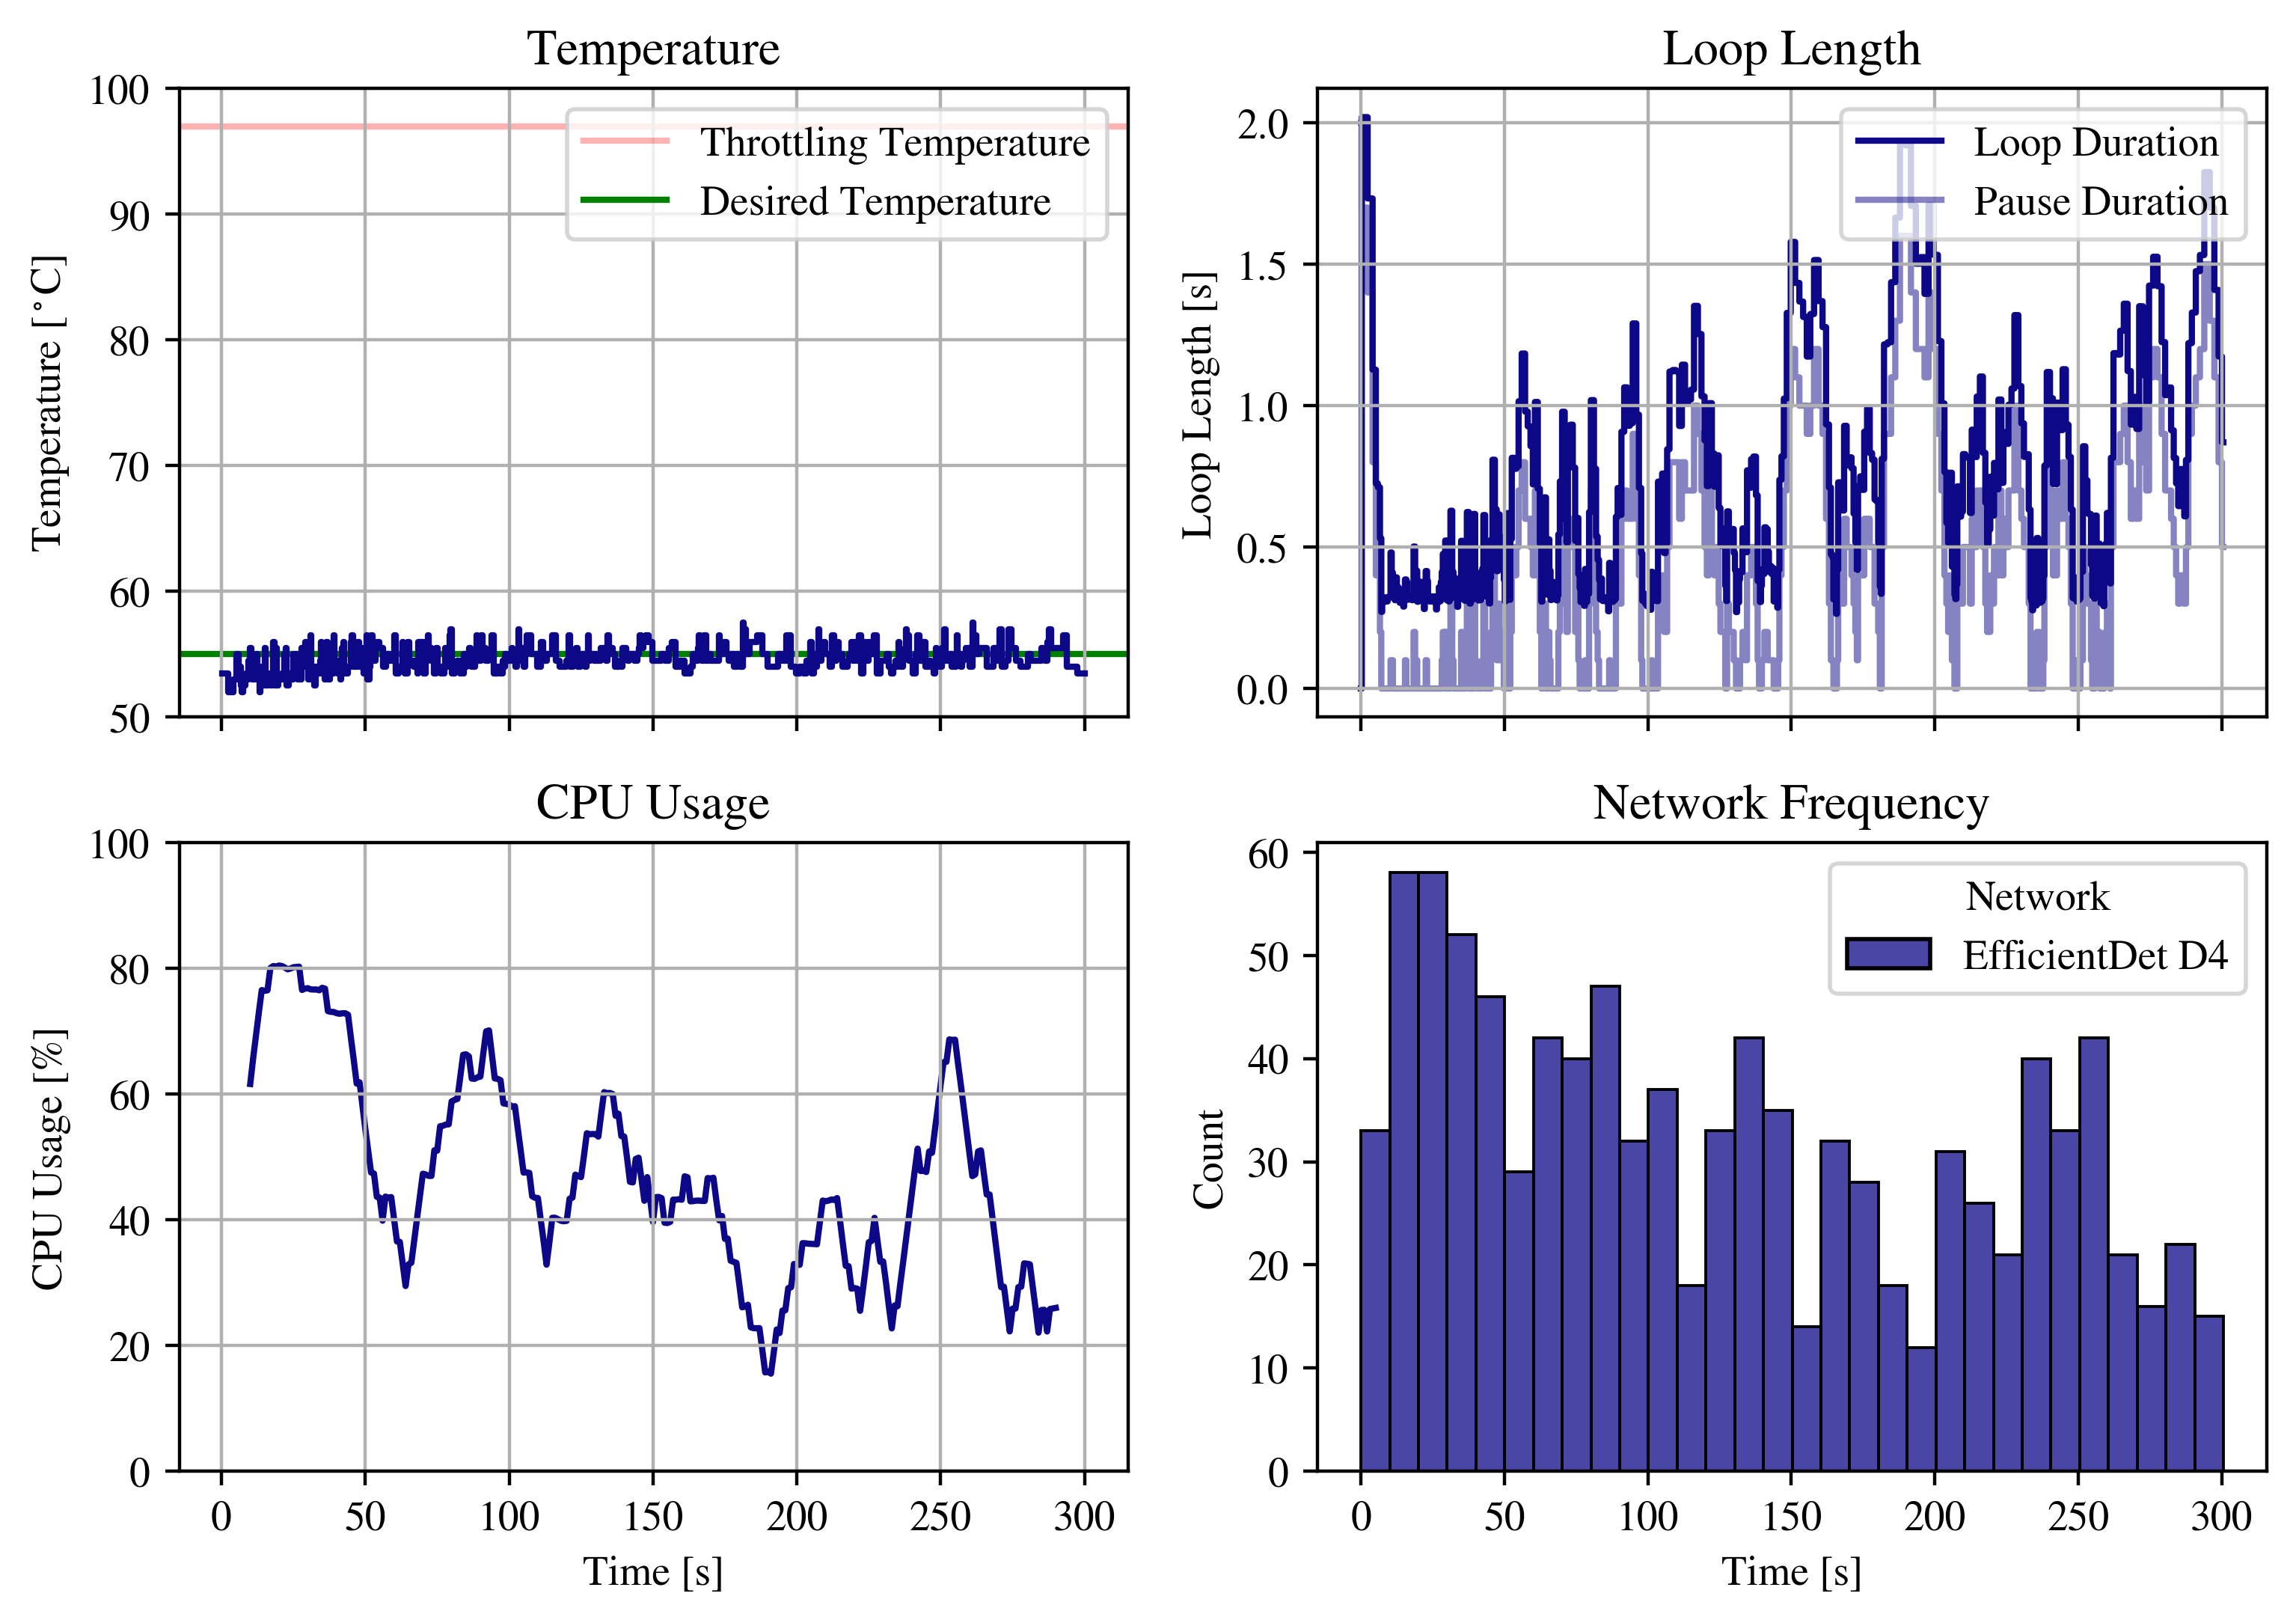 Temperature
100
90
80
70
60
50
Temperature [°C]
Throttling Temperature
Desired Temperature
Loop Length
2.0
1.5
1.0
0.5
0.0
Loop Length [s]
Loop Duration
Pause Duration
CPU Usage
100
80
60
40
20
0
CPU Usage [%]
0 50 100 150 200 250 300
Time [s]
Network Frequency
60
50
40
30
20
10
0
Count
Network
EfficientDet D4
0 50 100 150 200 250 300
Time [s]